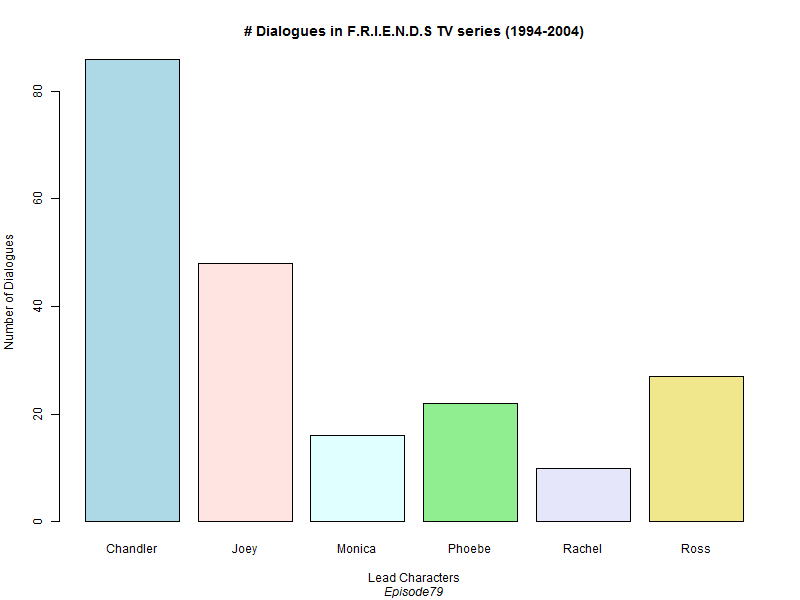 # Dialogues in F.R.I.E.N.D.S TV series (1994-2004)
Number of Dialogues
80
60
40
20
0
Chandler Joey Monica Phoebe Rachel Ross
Lead Characters
Episode79